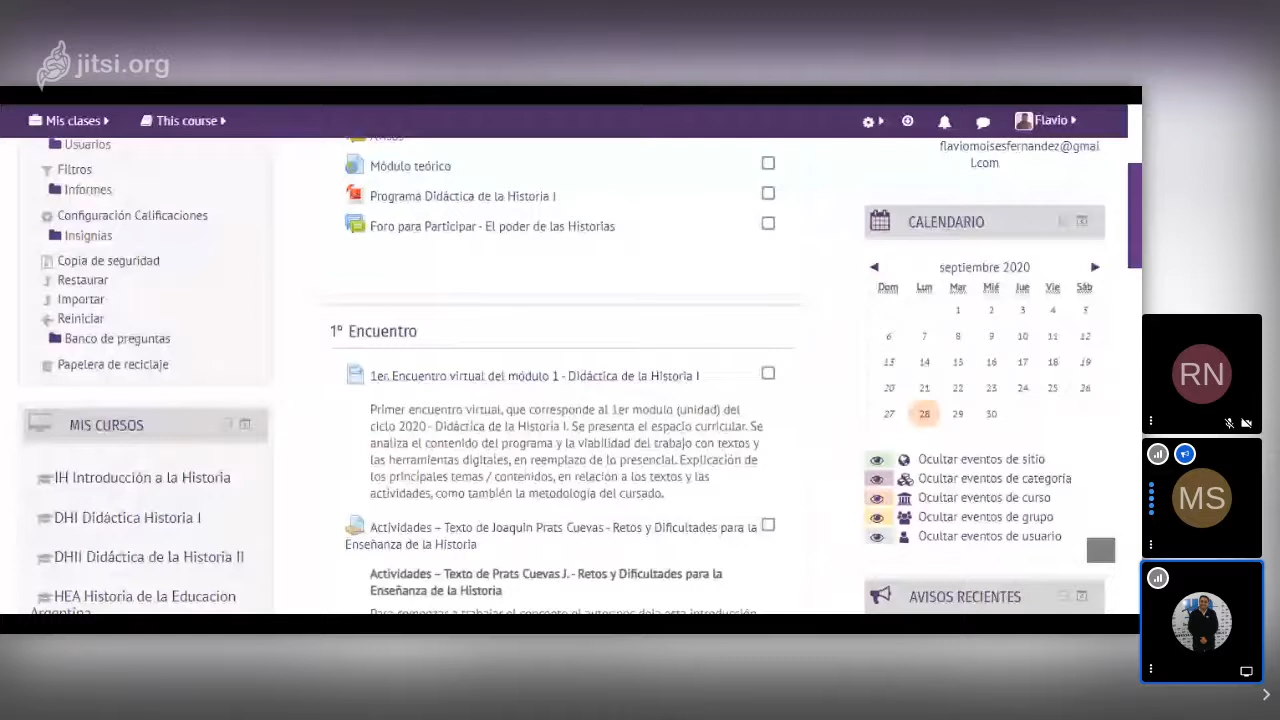 jitsi.org
Mis clases
This course
Flavio
Usuarios
Filtros
Informes
Configuración Calificaciones
Insignias
Copia de seguridad
Restaurar
Importar
Reiniciar
Banco de preguntas
Papelera de reciclaje
MIS CURSOS
IH Introducción a la Historia
DHI Didáctica Historia I
DHII Didáctica de la Historia II
HEA Historia de la Educacion
Argentina
Avisos
Módulo teórico
Programa Didáctica de la Historia I
Foro para Participar - El poder de las Historias
1º Encuentro
1er. Encuentro virtual del módulo 1 - Didáctica de la Historia I
Primer encuentro virtual, que corresponde al 1er modulo (unidad) del
ciclo 2020 - Didáctica de la Historia I. Se presenta el espacio curricular. Se
analiza el contenido del programa y la viabilidad del trabajo con textos y
las herramientas digitales, en reemplazo de lo presencial. Explicación de
los principales temas / contenidos, en relación a los textos y las
actividades, como también la metodología del cursado.
Actividades – Texto de Joaquin Prats Cuevas - Retos y Dificultades para la
Enseñanza de la Historia
Actividades – Texto de Prats Cuevas J. - Retos y Dificultades para la
Enseñanza de la Historia
flaviomoisesfernandez@gmai
l.com
CALENDARIO
septiembre 2020
Dom Lun Mar Mié Jue Vie Sáb
1 2 3 4 5
6 7 8 9 10 11 12
13 14 15 16 17 18 19
20 21 22 23 24 25 26
27 28 29 30
Ocultar eventos de sitio
Ocultar eventos de categoría
Ocultar eventos de curso
Ocultar eventos de grupo
Ocultar eventos de usuario
AVISOS RECIENTES
RN
MS